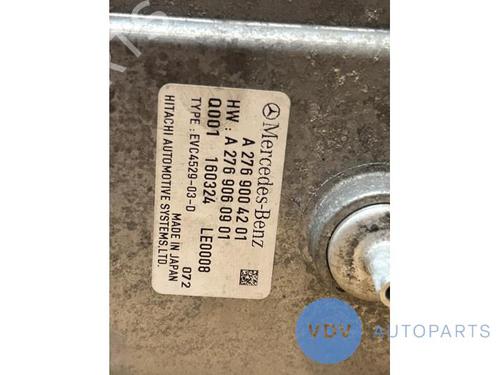 Mercedes-Benz
A 276 900 42 01
HW : A 276 906 09 01
Q001 160324 LE0008
TYPE : EVC4529-03-D 072
MADE IN JAPAN
HITACHI AUTOMOTIVE SYSTEMS,LTD.
VDV AUTOPARTS